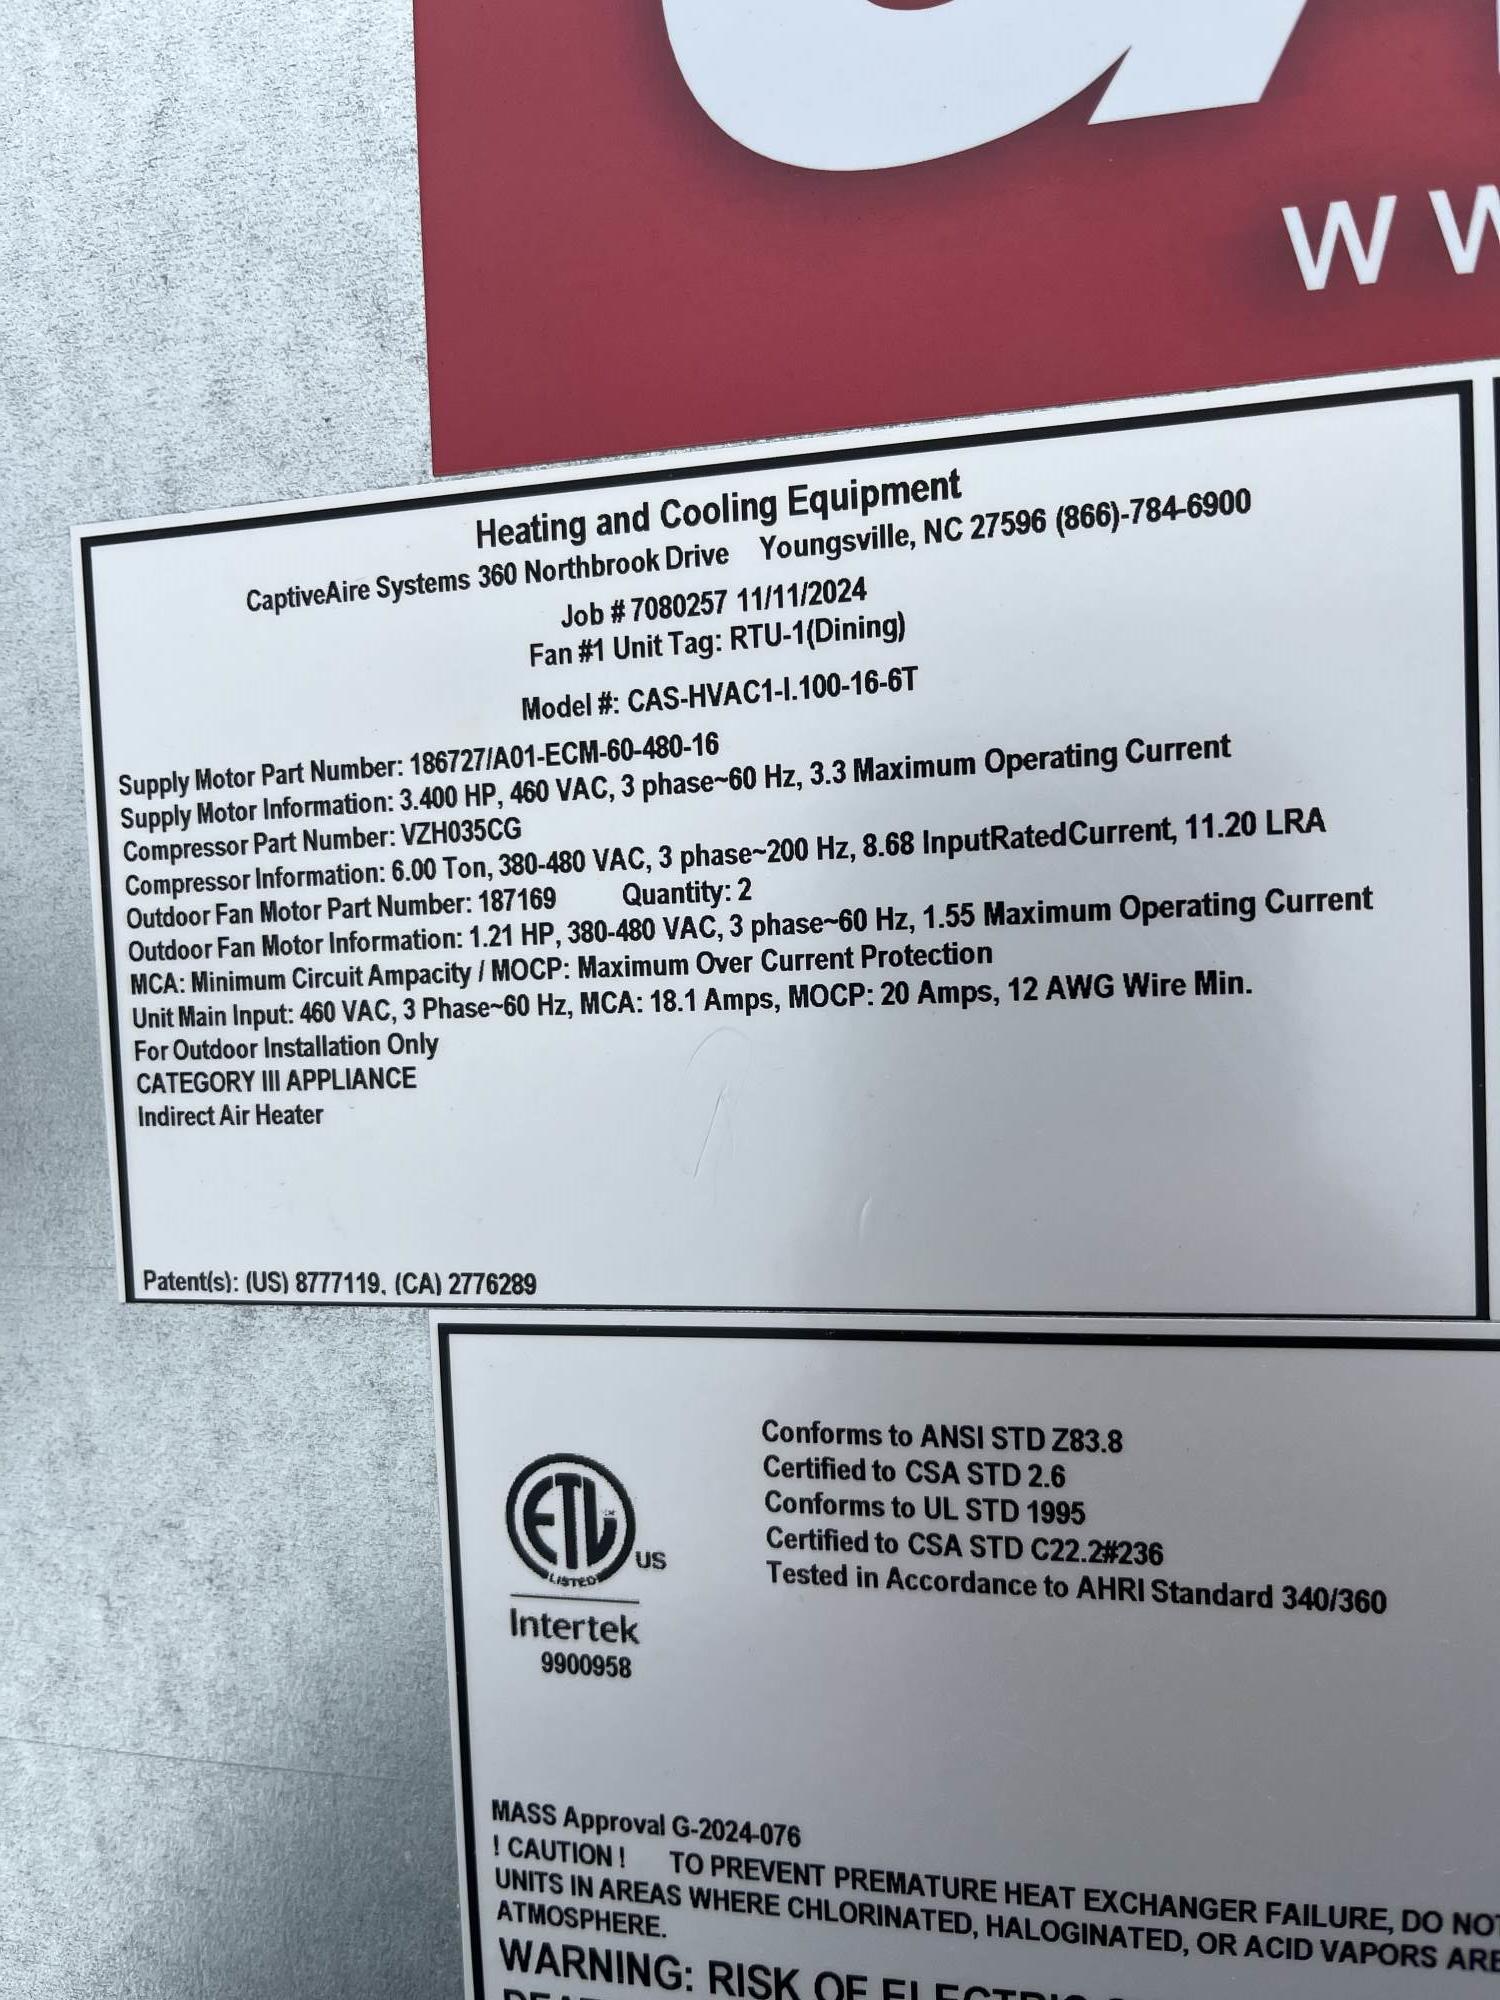 W W
Heating and Cooling Equipment
CaptiveAire Systems 360 Northbrook Drive Youngsville, NC 27596 (866)-784-6900
Job # 7080257 11/11/2024
Fan #1 Unit Tag: RTU-1(Dining)
Model #: CAS-HVAC1-I.100-16-6T
Supply Motor Part Number: 186727/A01-ECM-60-480-16
Supply Motor Information: 3.400 HP, 460 VAC, 3 phase~60 Hz, 3.3 Maximum Operating Current
Compressor Part Number: VZH035CG
Compressor Information: 6.00 Ton, 380-480 VAC, 3 phase~200 Hz, 8.68 InputRatedCurrent, 11.20 LRA
Outdoor Fan Motor Part Number: 187169 Quantity: 2
Outdoor Fan Motor Information: 1.21 HP, 380-480 VAC, 3 phase~60 Hz, 1.55 Maximum Operating Current
MCA: Minimum Circuit Ampacity / MOCP: Maximum Over Current Protection
Unit Main Input: 460 VAC, 3 Phase~60 Hz, MCA: 18.1 Amps, MOCP: 20 Amps, 12 AWG Wire Min.
For Outdoor Installation Only
CATEGORY III APPLIANCE
Indirect Air Heater
Patent(s): (US) 8777119, (CA) 2776289
ETL LISTED US
Intertek
9900958
Conforms to ANSI STD Z83.8
Certified to CSA STD 2.6
Conforms to UL STD 1995
Certified to CSA STD C22.2#236
Tested in Accordance to AHRI Standard 340/360
MASS Approval G-2024-076
! CAUTION ! TO PREVENT PREMATURE HEAT EXCHANGER FAILURE, DO NOT
UNITS IN AREAS WHERE CHLORINATED, HALOGINATED, OR ACID VAPORS ARE
ATMOSPHERE.
WARNING: RISK OF